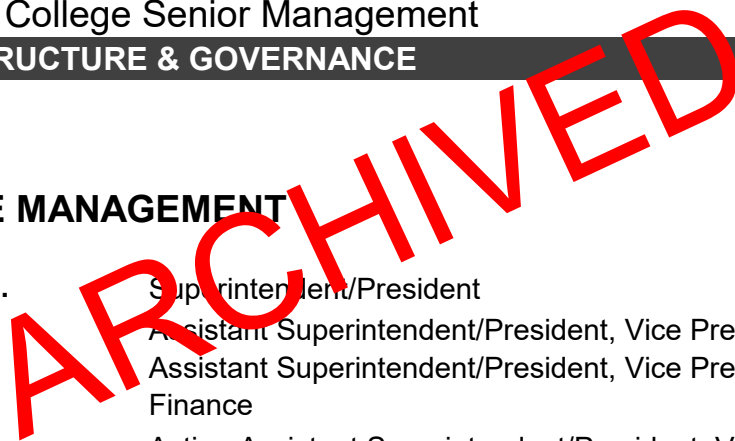 College Senior Management
RUCTURE & GOVERNANCE
E MANAGEMENT
. Superintendent/President
Assistant Superintendent/President, Vice Pre
Assistant Superintendent/President, Vice Pre
Finance
ARCHIVED